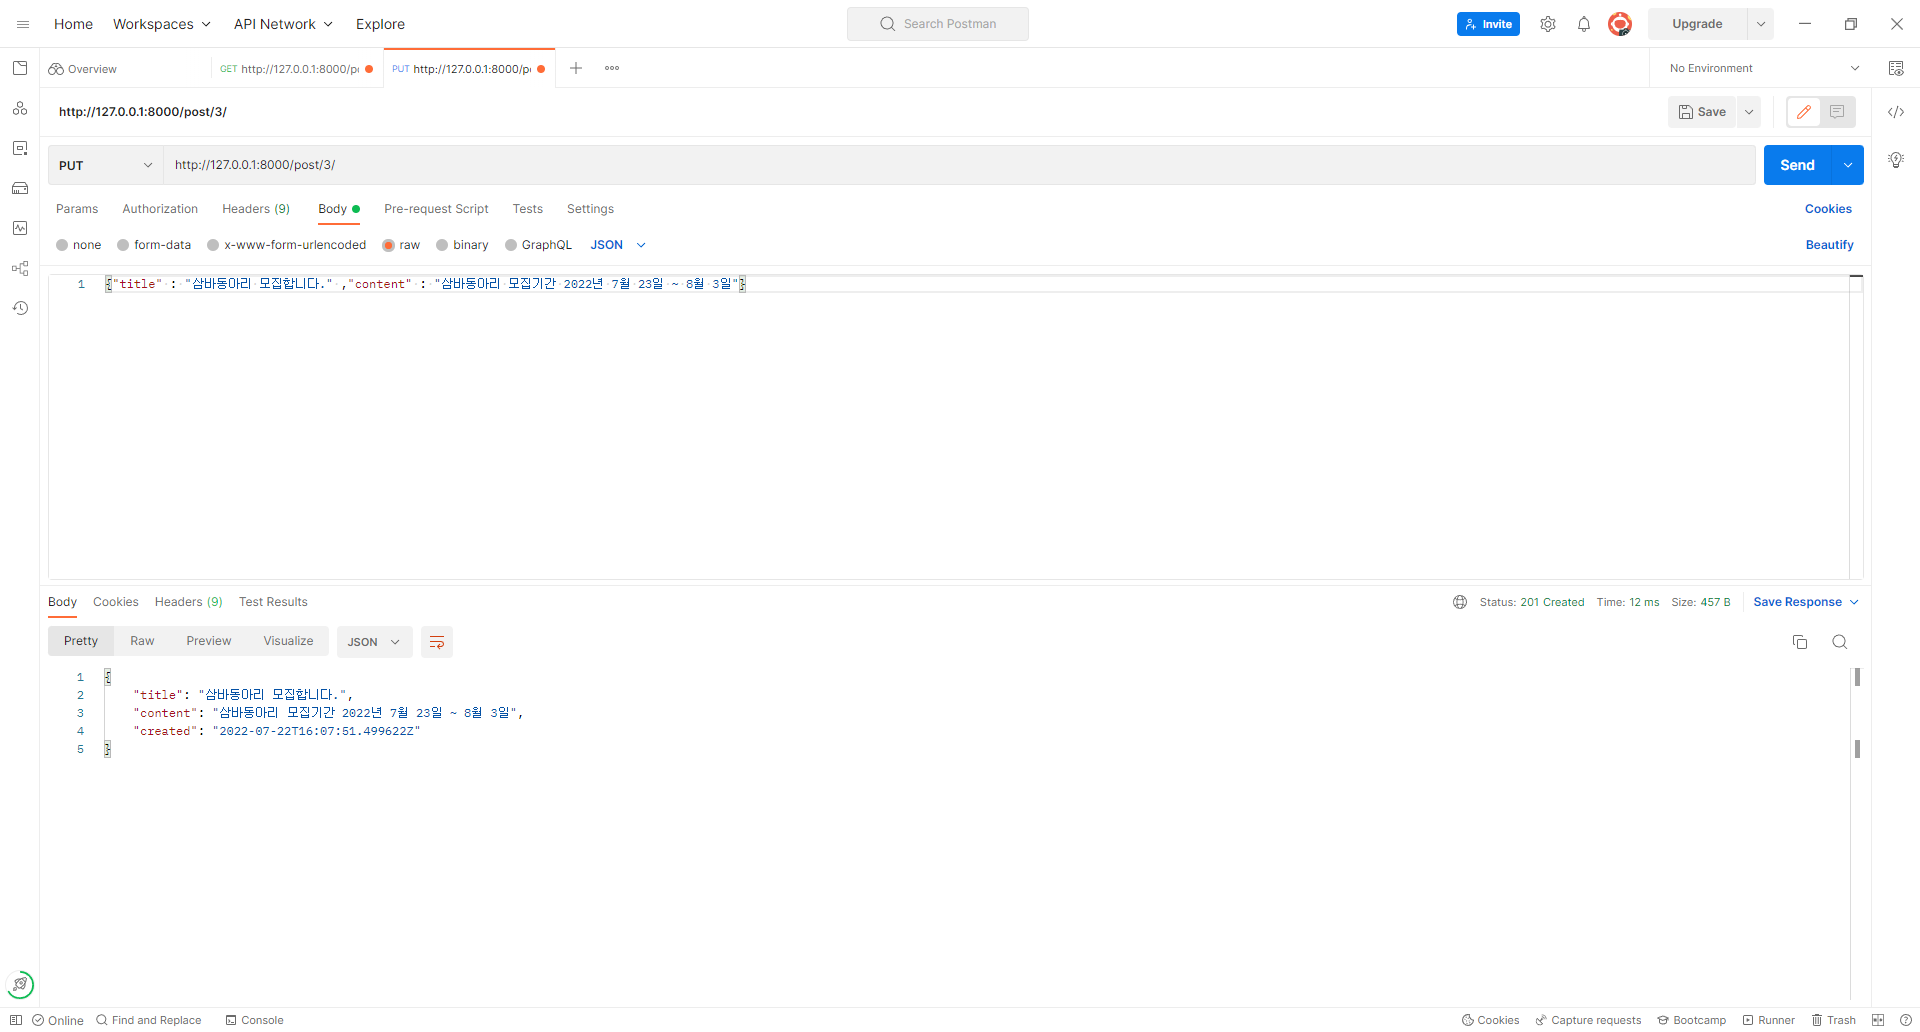 Home Workspaces API Network Explore Search Postman Invite Upgrade
Overview GET http://127.0.0.1:8000/p PUT http://127.0.0.1:8000/p No Environment
http://127.0.0.1:8000/post/3/ Save
PUT http://127.0.0.1:8000/post/3/ Send
Params Authorization Headers (9) Body Pre-request Script Tests Settings Cookies
none form-data x-www-form-urlencoded raw binary GraphQL JSON Beautify
1 {"title" : "삼바동아리 모집합니다." ,"content" : "삼바동아리 모집기간 2022년 7월 23일 ~ 8월 3일"}
Body Cookies Headers (9) Test Results Status: 201 Created Time: 12 ms Size: 457 B Save Response
Pretty Raw Preview Visualize JSON
1 {
2 "title": "삼바동아리 모집합니다.",
3 "content": "삼바동아리 모집기간 2022년 7월 23일 ~ 8월 3일",
4 "created": "2022-07-22T16:07:51.499622Z"
5 }
Online Find and Replace Console Cookies Capture requests Bootcamp Runner Trash